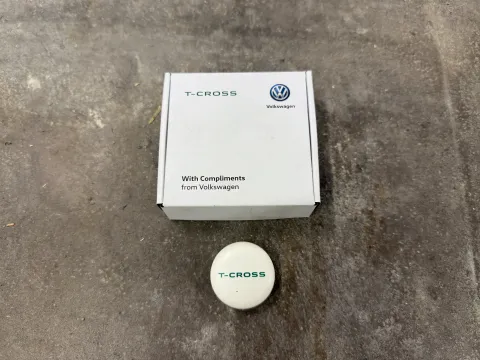 T-CROSS
Volkswagen
With Compliments
from Volkswagen
T-CROSS